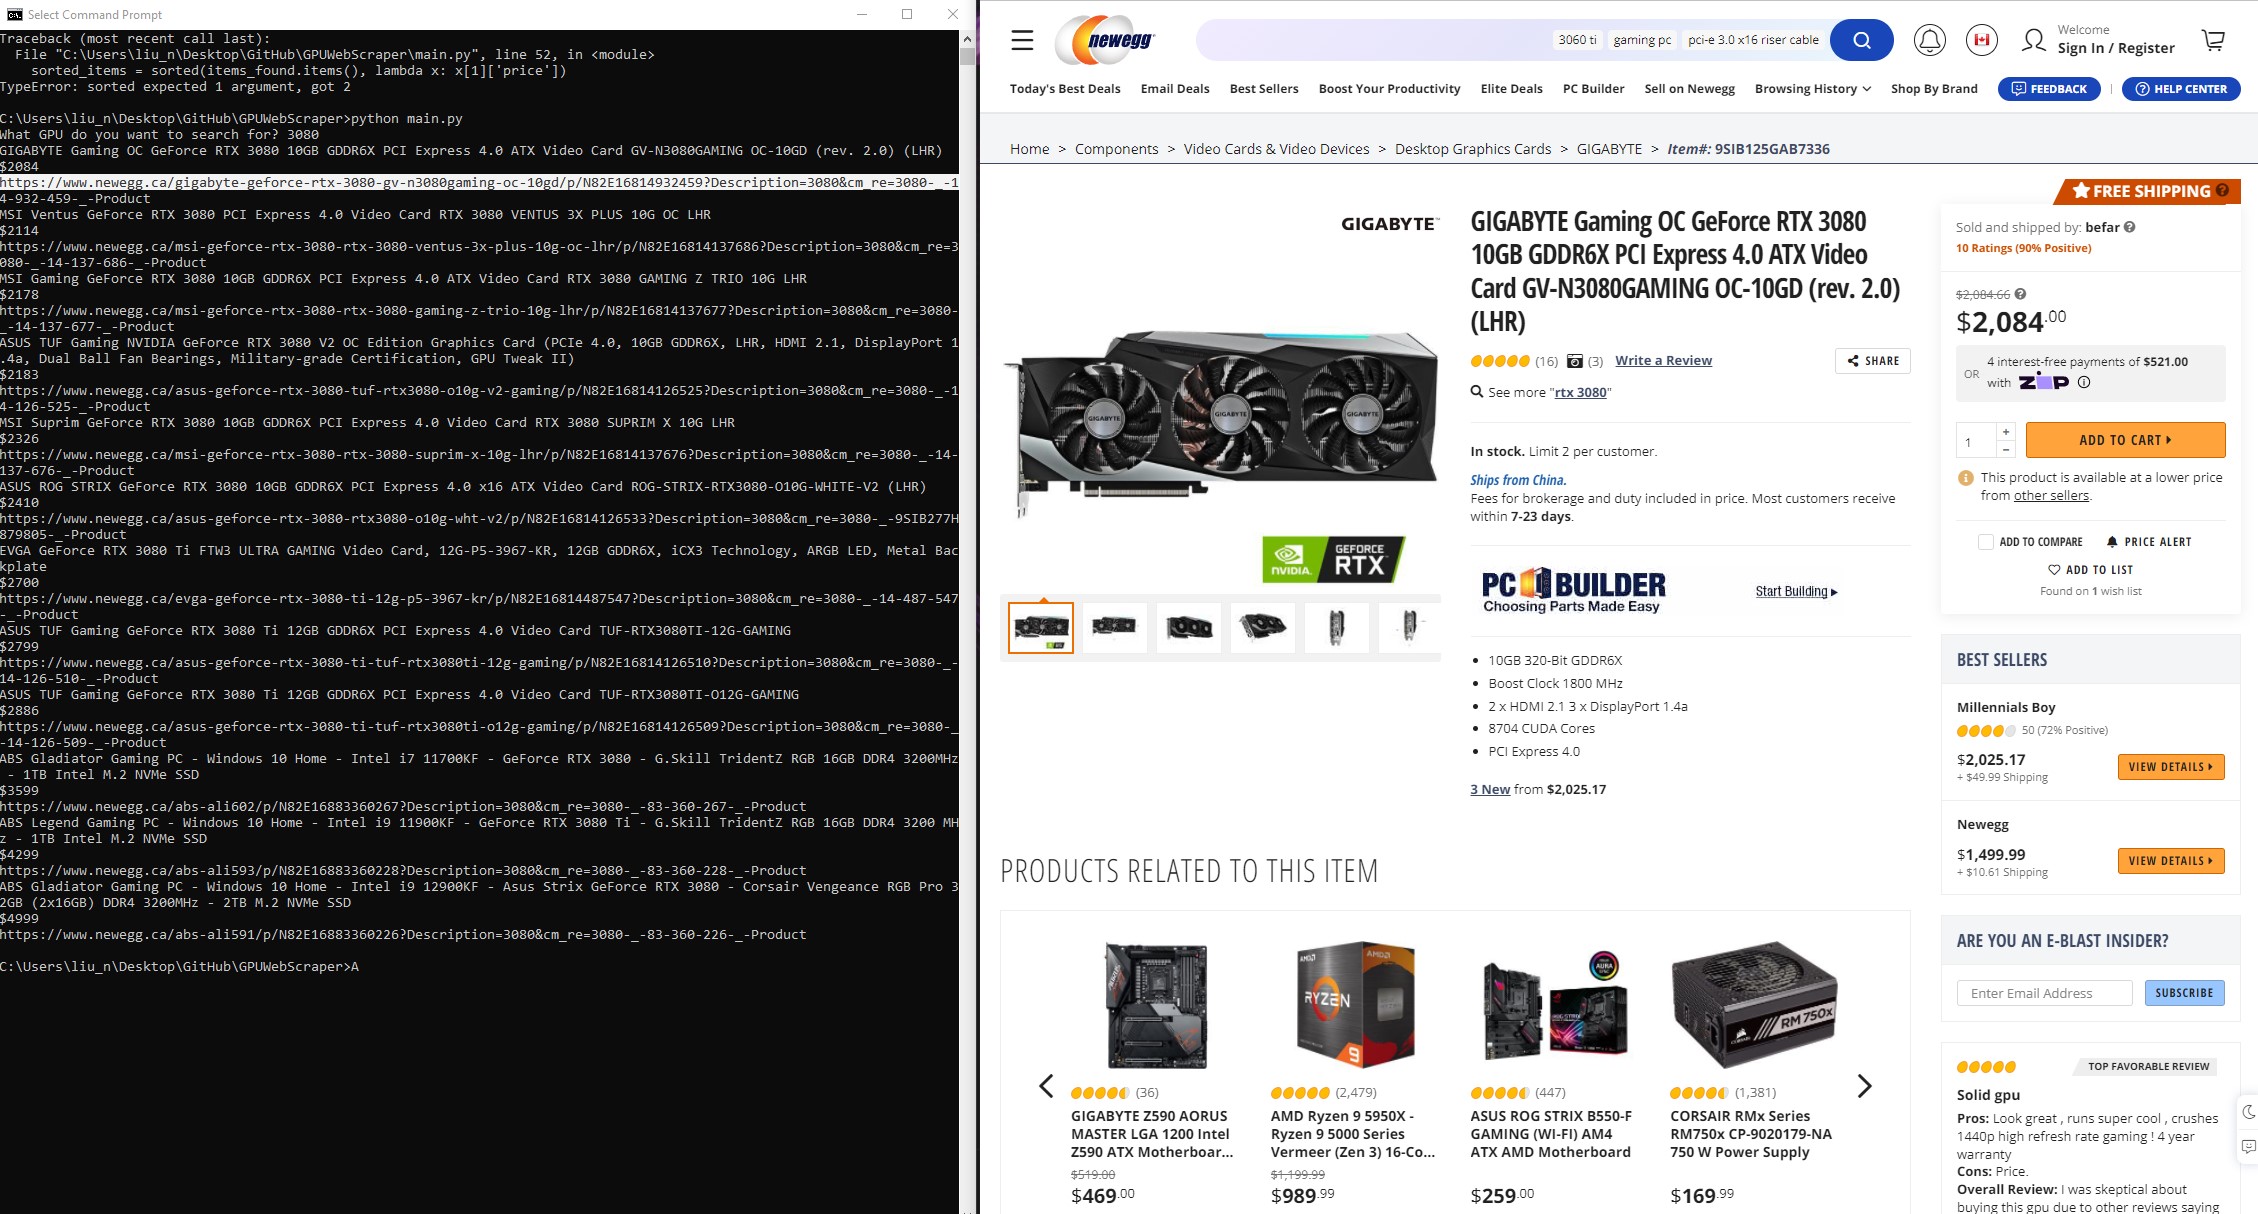 Select Command Prompt
Traceback (most recent call last):
  File "C:\Users\liu_n\Desktop\GitHub\GPUWebScraper\main.py", line 52, in <module>
    sorted_items = sorted(items_found.items(), lambda x: x[1]['price'])
TypeError: sorted expected 1 argument, got 2
C:\Users\liu_n\Desktop\GitHub\GPUWebScraper>python main.py
What GPU do you want to search for? 3080
GIGABYTE Gaming OC GeForce RTX 3080 10GB GDDR6X PCI Express 4.0 ATX Video Card GV-N3080GAMING OC-10GD (rev. 2.0) (LHR)
$2084
https://www.newegg.ca/gigabyte-geforce-rtx-3080-gv-n3080gaming-oc-10gd/p/N82E16814932459?Description=3080&cm_re=3080-_-1
4-932-459-_-Product
MSI Ventus GeForce RTX 3080 PCI Express 4.0 Video Card RTX 3080 VENTUS 3X PLUS 10G OC LHR
$2114
https://www.newegg.ca/msi-geforce-rtx-3080-rtx-3080-ventus-3x-plus-10g-oc-lhr/p/N82E16814137686?Description=3080&cm_re=3
080-_-14-137-686-_-Product
MSI Gaming GeForce RTX 3080 10GB GDDR6X PCI Express 4.0 ATX Video Card RTX 3080 GAMING Z TRIO 10G LHR
$2178
https://www.newegg.ca/msi-geforce-rtx-3080-rtx-3080-gaming-z-trio-10g-lhr/p/N82E16814137677?Description=3080&cm_re=3080-
_-14-137-677-_-Product
ASUS TUF Gaming NVIDIA GeForce RTX 3080 V2 OC Edition Graphics Card (PCIe 4.0, 10GB GDDR6X, LHR, HDMI 2.1, DisplayPort 1
.4a, Dual Ball Fan Bearings, Military-grade Certification, GPU Tweak II)
$2183
https://www.newegg.ca/asus-geforce-rtx-3080-tuf-rtx3080-o10g-v2-gaming/p/N82E16814126525?Description=3080&cm_re=3080-_-1
4-126-525-_-Product
MSI Suprim GeForce RTX 3080 10GB GDDR6X PCI Express 4.0 Video Card RTX 3080 SUPRIM X 10G LHR
$2326
https://www.newegg.ca/msi-geforce-rtx-3080-rtx-3080-suprim-x-10g-lhr/p/N82E16814137676?Description=3080&cm_re=3080-_-14-
137-676-_-Product
ASUS ROG STRIX GeForce RTX 3080 10GB GDDR6X PCI Express 4.0 x16 ATX Video Card ROG-STRIX-RTX3080-O10G-WHITE-V2 (LHR)
$2410
https://www.newegg.ca/asus-geforce-rtx-3080-rtx3080-o10g-wht-v2/p/N82E16814126533?Description=3080&cm_re=3080-_-9SIB277H
879805-_-Product
EVGA GeForce RTX 3080 Ti FTW3 ULTRA GAMING Video Card, 12G-P5-3967-KR, 12GB GDDR6X, iCX3 Technology, ARGB LED, Metal Bac
kplate
$2700
https://www.newegg.ca/evga-geforce-rtx-3080-ti-12g-p5-3967-kr/p/N82E16814487547?Description=3080&cm_re=3080-_-14-487-547
-_-Product
ASUS TUF Gaming GeForce RTX 3080 Ti 12GB GDDR6X PCI Express 4.0 Video Card TUF-RTX3080TI-12G-GAMING
$2799
https://www.newegg.ca/asus-geforce-rtx-3080-ti-tuf-rtx3080ti-12g-gaming/p/N82E16814126510?Description=3080&cm_re=3080-_-
14-126-510-_-Product
ASUS TUF Gaming GeForce RTX 3080 Ti 12GB GDDR6X PCI Express 4.0 Video Card TUF-RTX3080TI-O12G-GAMING
$2886
https://www.newegg.ca/asus-geforce-rtx-3080-ti-tuf-rtx3080ti-o12g-gaming/p/N82E16814126509?Description=3080&cm_re=3080-_
-14-126-509-_-Product
ABS Gladiator Gaming PC - Windows 10 Home - Intel i7 11700KF - GeForce RTX 3080 - G.Skill TridentZ RGB 16GB DDR4 3200MHz
 - 1TB Intel M.2 NVMe SSD
$3599
https://www.newegg.ca/abs-ali602/p/N82E16883360267?Description=3080&cm_re=3080-_-83-360-267-_-Product
ABS Legend Gaming PC - Windows 10 Home - Intel i9 11900KF - GeForce RTX 3080 Ti - G.Skill TridentZ RGB 16GB DDR4 3200 MH
z - 1TB Intel M.2 NVMe SSD
$4299
https://www.newegg.ca/abs-ali593/p/N82E16883360228?Description=3080&cm_re=3080-_-83-360-228-_-Product
ABS Gladiator Gaming PC - Windows 10 Home - Intel i9 12900KF - Asus Strix GeForce RTX 3080 - Corsair Vengeance RGB Pro 3
2GB (2x16GB) DDR4 3200MHz - 2TB M.2 NVMe SSD
$4999
https://www.newegg.ca/abs-ali591/p/N82E16883360226?Description=3080&cm_re=3080-_-83-360-226-_-Product
C:\Users\liu_n\Desktop\GitHub\GPUWebScraper>A
newegg
3060 ti gaming pc pci-e 3.0 x16 riser cable
Welcome
Sign In / Register
Today's Best Deals Email Deals Best Sellers Boost Your Productivity Elite Deals PC Builder Sell on Newegg Browsing History Shop By Brand FEEDBACK | HELP CENTER
Home > Components > Video Cards & Video Devices > Desktop Graphics Cards > GIGABYTE > Item#: 9SIB125GAB7336
GIGABYTE
GIGABYTE GIGABYTE GIGABYTE
NVIDIA. GEFORCE RTX
GIGABYTE Gaming OC GeForce RTX 3080
10GB GDDR6X PCI Express 4.0 ATX Video
Card GV-N3080GAMING OC-10GD (rev. 2.0)
(LHR)
(16) (3) Write a Review SHARE
See more "rtx 3080"
In stock. Limit 2 per customer.
Ships from China.
Fees for brokerage and duty included in price. Most customers receive
within 7-23 days.
PC BUILDER
Choosing Parts Made Easy
Start Building
10GB 320-Bit GDDR6X
Boost Clock 1800 MHz
2 x HDMI 2.1 3 x DisplayPort 1.4a
8704 CUDA Cores
PCI Express 4.0
3 New from $2,025.17
FREE SHIPPING
Sold and shipped by: befar
10 Ratings (90% Positive)
$2,084.66
$2,084.00
OR
4 interest-free payments of $521.00
with ZIP
1
+
−
ADD TO CART
This product is available at a lower price
from other sellers.
ADD TO COMPARE PRICE ALERT
ADD TO LIST
Found on 1 wish list
BEST SELLERS
Millennials Boy
50 (72% Positive)
$2,025.17
+ $49.99 Shipping
VIEW DETAILS
Newegg
$1,499.99
+ $10.61 Shipping
VIEW DETAILS
ARE YOU AN E-BLAST INSIDER?
Enter Email Address SUBSCRIBE
TOP FAVORABLE REVIEW
Solid gpu
Pros: Look great , runs super cool , crushes
1440p high refresh rate gaming ! 4 year
warranty
Cons: Price.
Overall Review: I was skeptical about
buying this gpu due to other reviews saying
PRODUCTS RELATED TO THIS ITEM
AMD AMD
RYZEN
9
AURA
RM750x
(36)
GIGABYTE Z590 AORUS
MASTER LGA 1200 Intel
Z590 ATX Motherboar...
$519.00
$469.00
(2,479)
AMD Ryzen 9 5950X -
Ryzen 9 5000 Series
Vermeer (Zen 3) 16-Co...
$1,199.99
$989.99
(447)
ASUS ROG STRIX B550-F
GAMING (WI-FI) AM4
ATX AMD Motherboard
$259.00
(1,381)
CORSAIR RMx Series
RM750x CP-9020179-NA
750 W Power Supply
$169.99